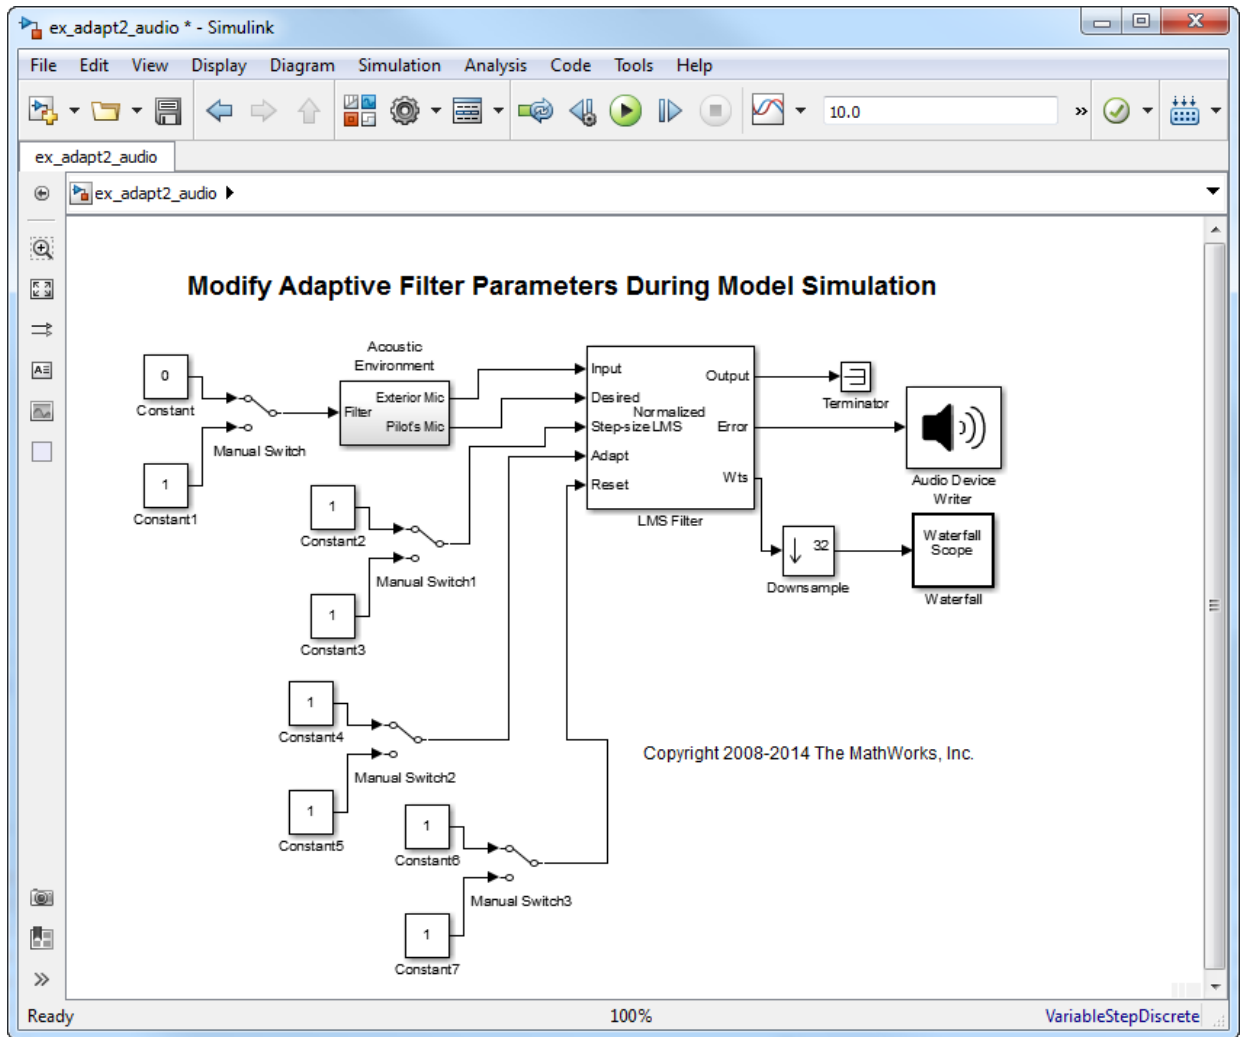 ex_adapt2_audio * - Simulink
File Edit View Display Diagram Simulation Analysis Code Tools Help
10.0
ex_adapt2_audio
ex_adapt2_audio
Modify Adaptive Filter Parameters During Model Simulation
0
Constant
1
Constant1
Manual Switch
Acoustic
Environment
Filter
Exterior Mic
Pilot's Mic
1
Constant2
Manual Switch1
1
Constant3
1
Constant4
Manual Switch2
1
Constant5
1
Constant6
Manual Switch3
1
Constant7
Input
Desired
Step-size
Adapt
Reset
Normalized
LMS
Output
Error
Wts
LMS Filter
Terminator
Audio Device
Writer
32
Downsample
Waterfall
Scope
Waterfall
Copyright 2008-2014 The MathWorks, Inc.
Ready 100% VariableStepDiscrete